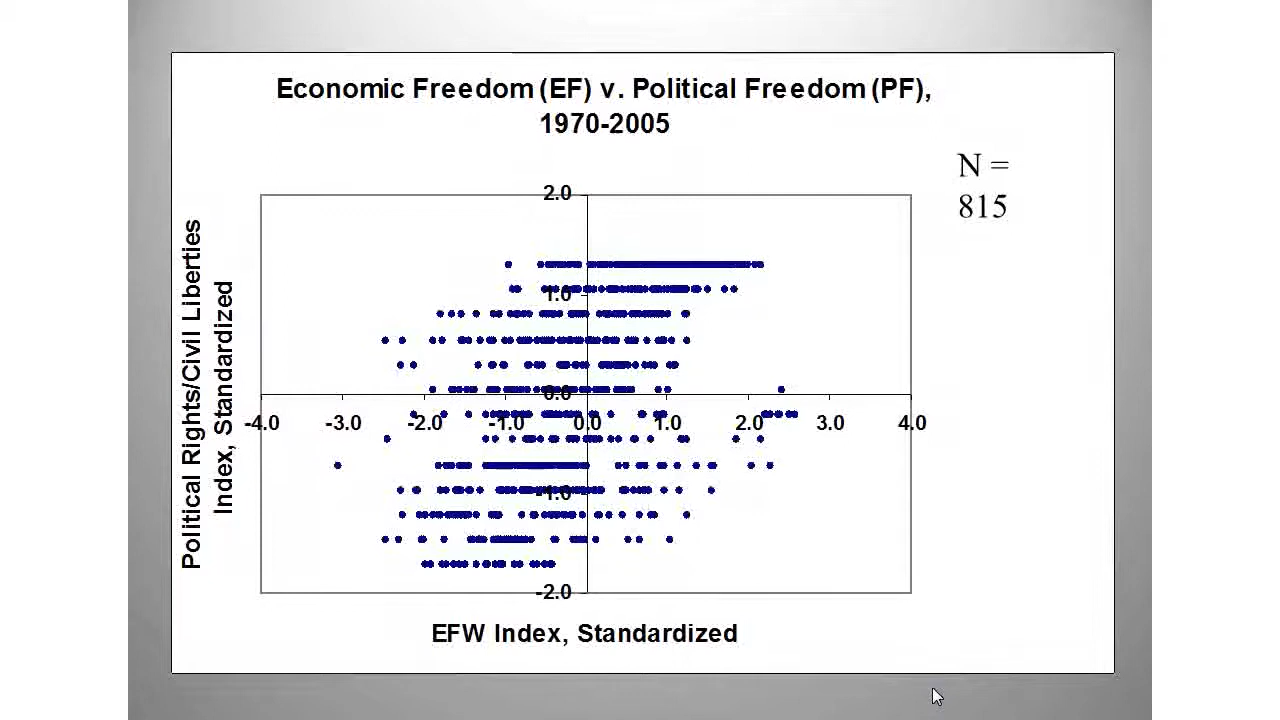 Economic Freedom (EF) v. Political Freedom (PF),
1970-2005
N =
815
Political Rights/Civil Liberties
Index, Standardized
2.0
1.0
0.0
-4.0 -3.0 -2.0 -1.0 0.0 1.0 2.0 3.0 4.0
-1.0
-2.0
EFW Index, Standardized